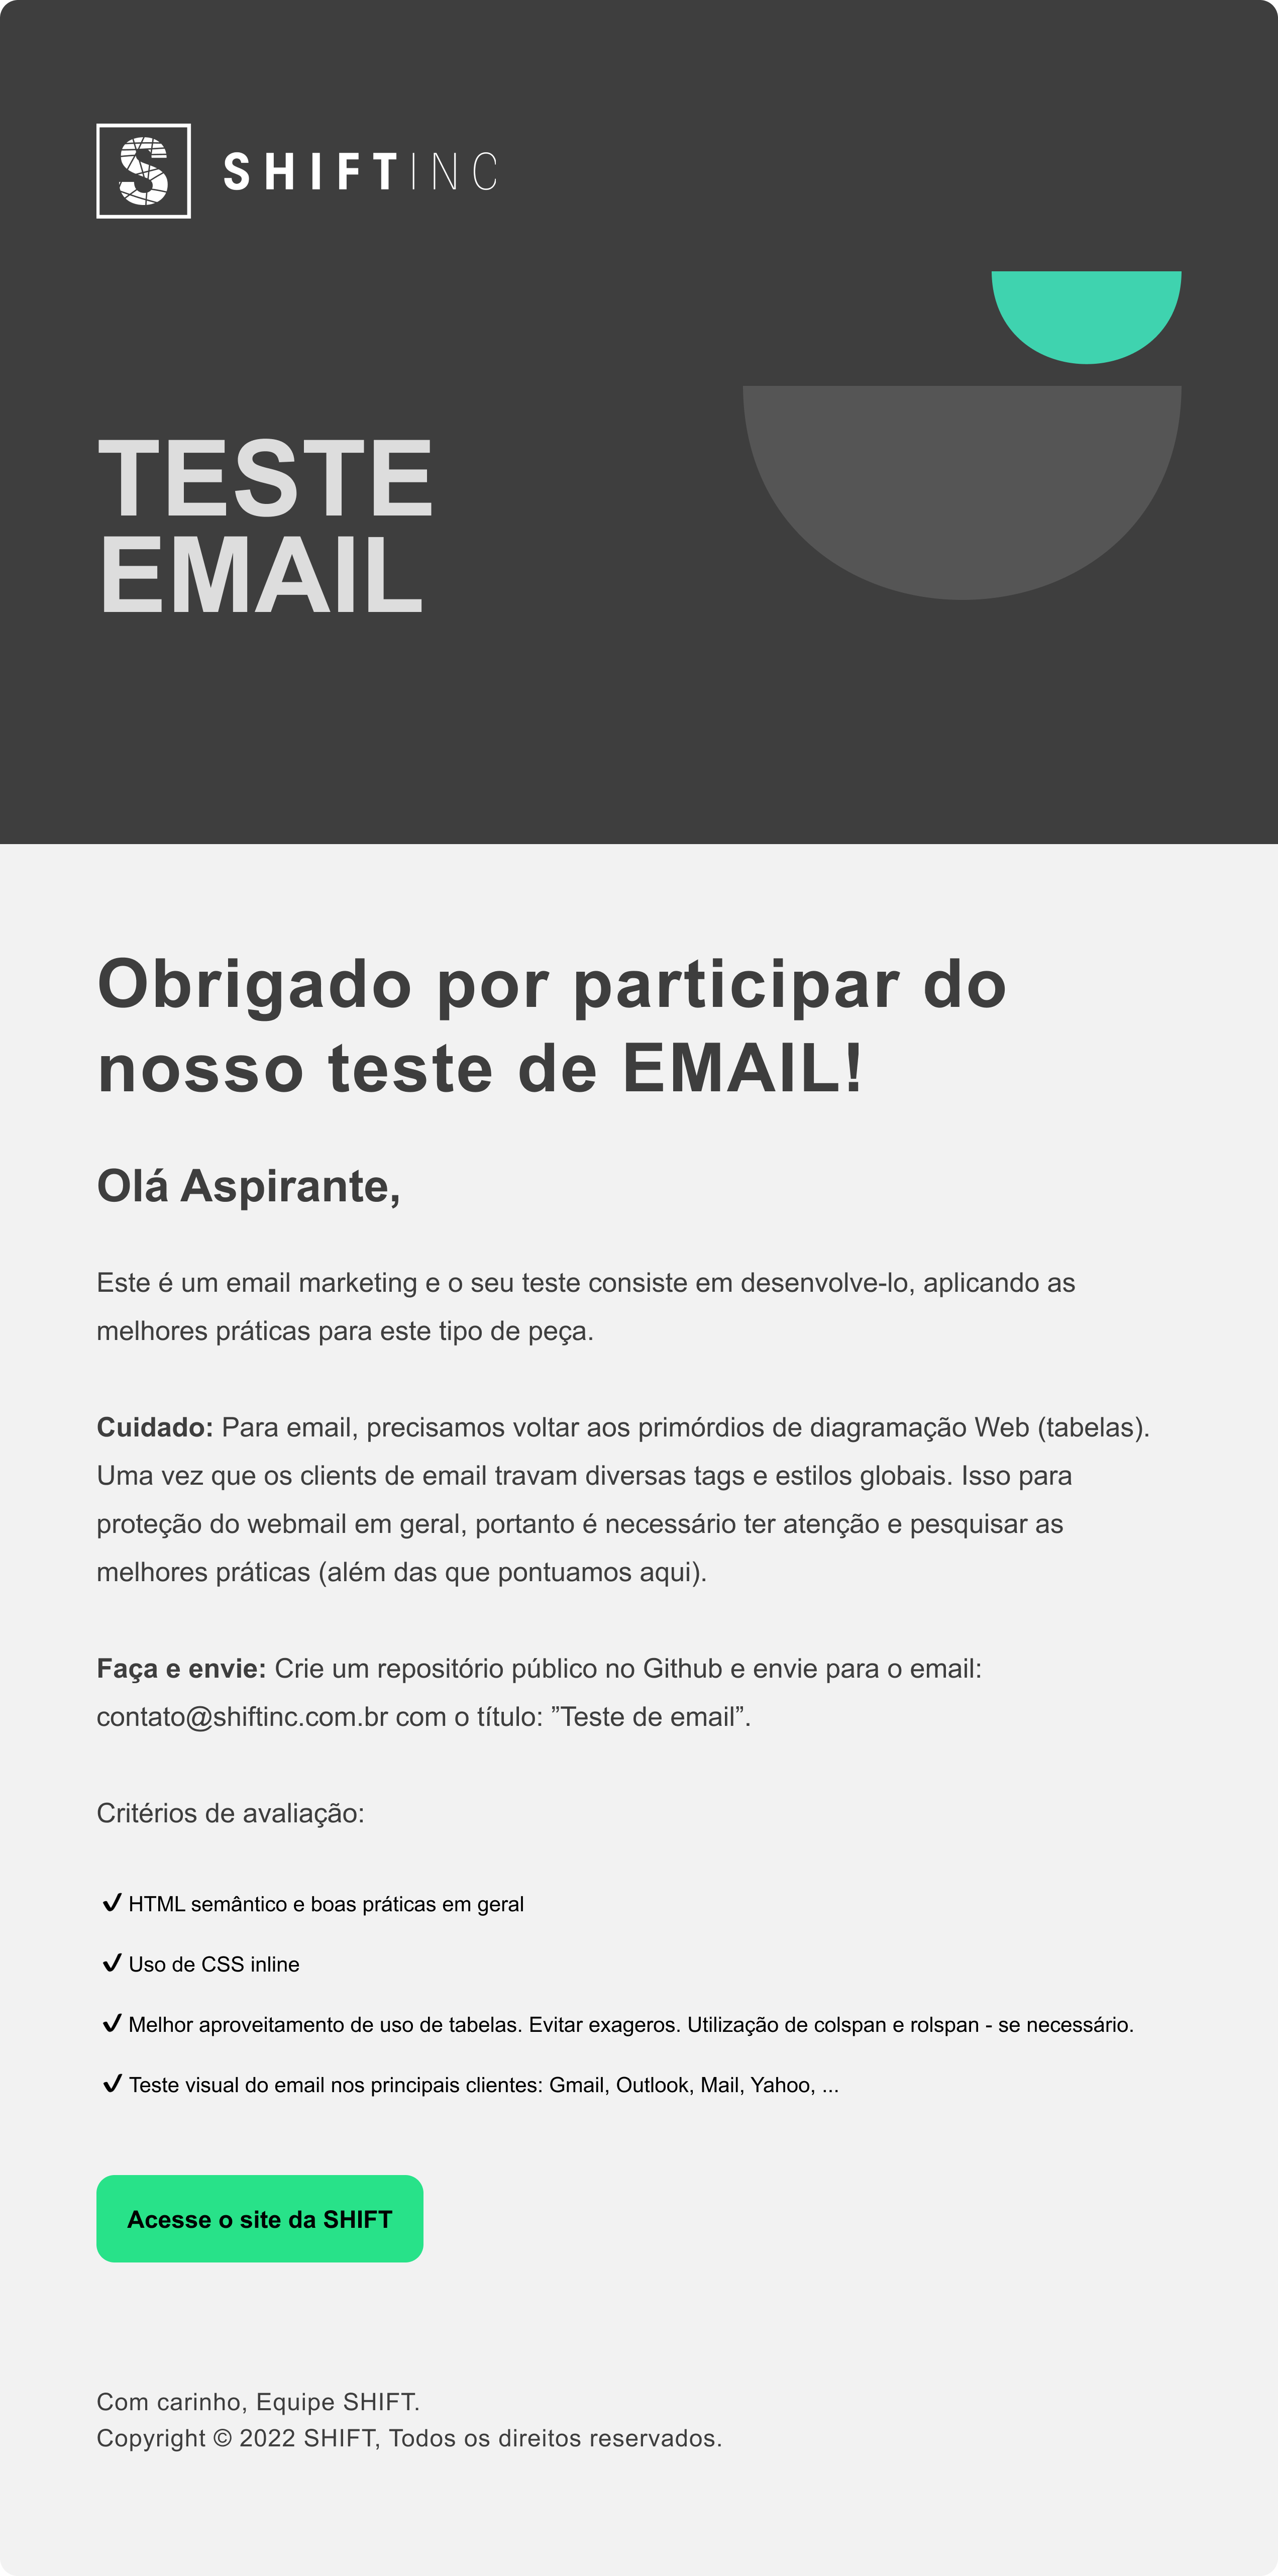 S SHIFTINC
TESTE
EMAIL
Obrigado por participar do
nosso teste de EMAIL!
Olá Aspirante,
Este é um email marketing e o seu teste consiste em desenvolve-lo, aplicando as
melhores práticas para este tipo de peça.
Cuidado: Para email, precisamos voltar aos primórdios de diagramação Web (tabelas).
Uma vez que os clients de email travam diversas tags e estilos globais. Isso para
proteção do webmail em geral, portanto é necessário ter atenção e pesquisar as
melhores práticas (além das que pontuamos aqui).
Faça e envie: Crie um repositório público no Github e envie para o email:
contato@shiftinc.com.br com o título: ”Teste de email”.
Critérios de avaliação:
✔ HTML semântico e boas práticas em geral
✔ Uso de CSS inline
✔ Melhor aproveitamento de uso de tabelas. Evitar exageros. Utilização de colspan e rolspan - se necessário.
✔ Teste visual do email nos principais clientes: Gmail, Outlook, Mail, Yahoo, ...
Acesse o site da SHIFT
Com carinho, Equipe SHIFT.
Copyright © 2022 SHIFT, Todos os direitos reservados.